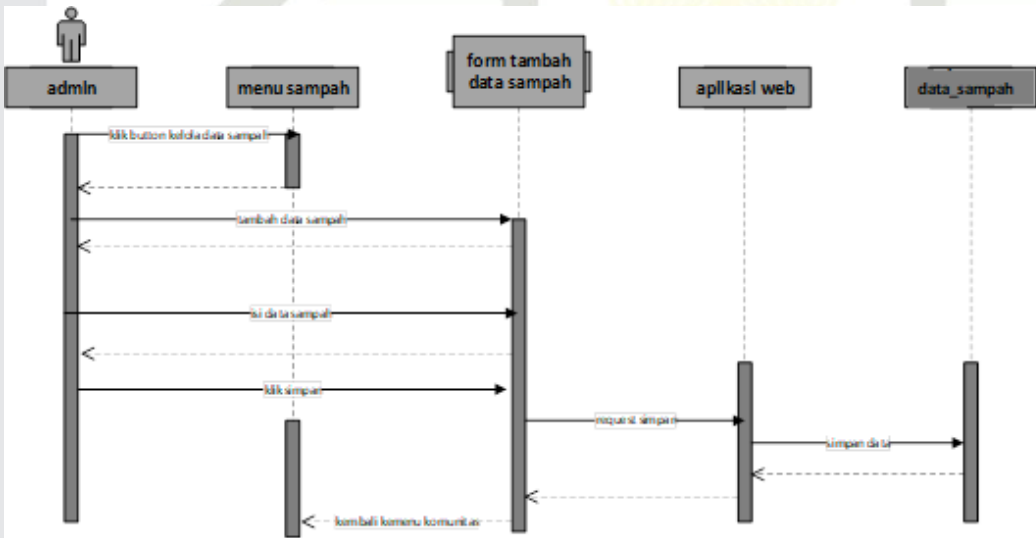 admin
menu sampah
form tambah
data sampah
aplikasi web
data_sampah
klik button kelola data sampah
tambah data sampah
isi data sampah
klik simpan
request simpan
simpan data
kembali kemenu komunitas